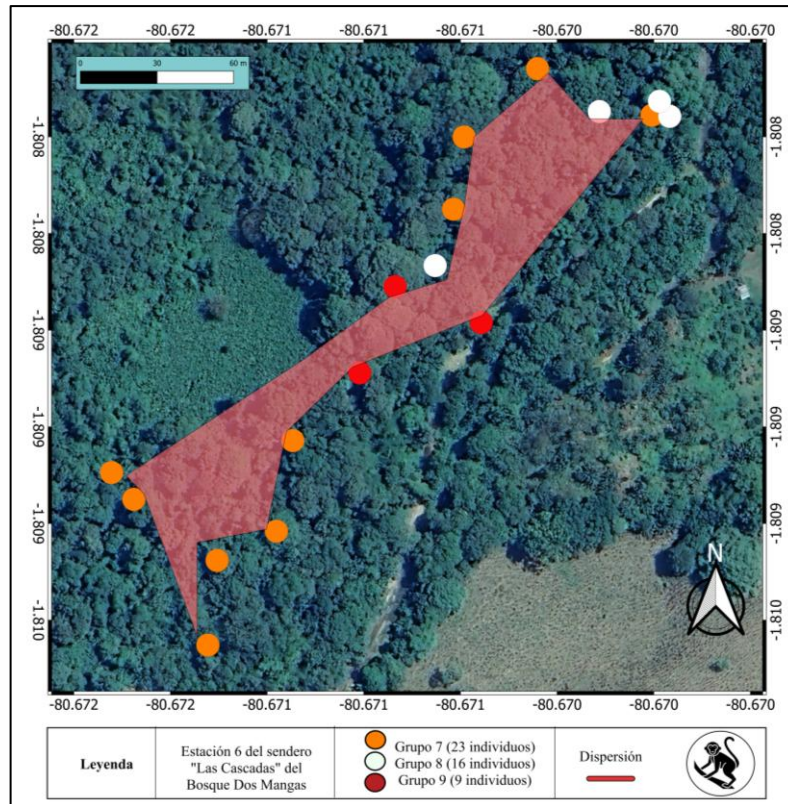 -80.672 -80.672 -80.671 -80.671 -80.671 -80.670 -80.670 -80.670
0 30 60 m
-1.808
-1.808
-1.808
-1.808
-1.809
-1.809
-1.809
-1.809
-1.809
-1.809
N
-1.810
-1.810
-80.672 -80.672 -80.671 -80.671 -80.671 -80.670 -80.670 -80.670
Leyenda
Estación 6 del sendero
"Las Cascadas" del
Bosque Dos Mangas
Grupo 7 (23 individuos)
Grupo 8 (16 individuos)
Grupo 9 (9 individuos)
Dispersión